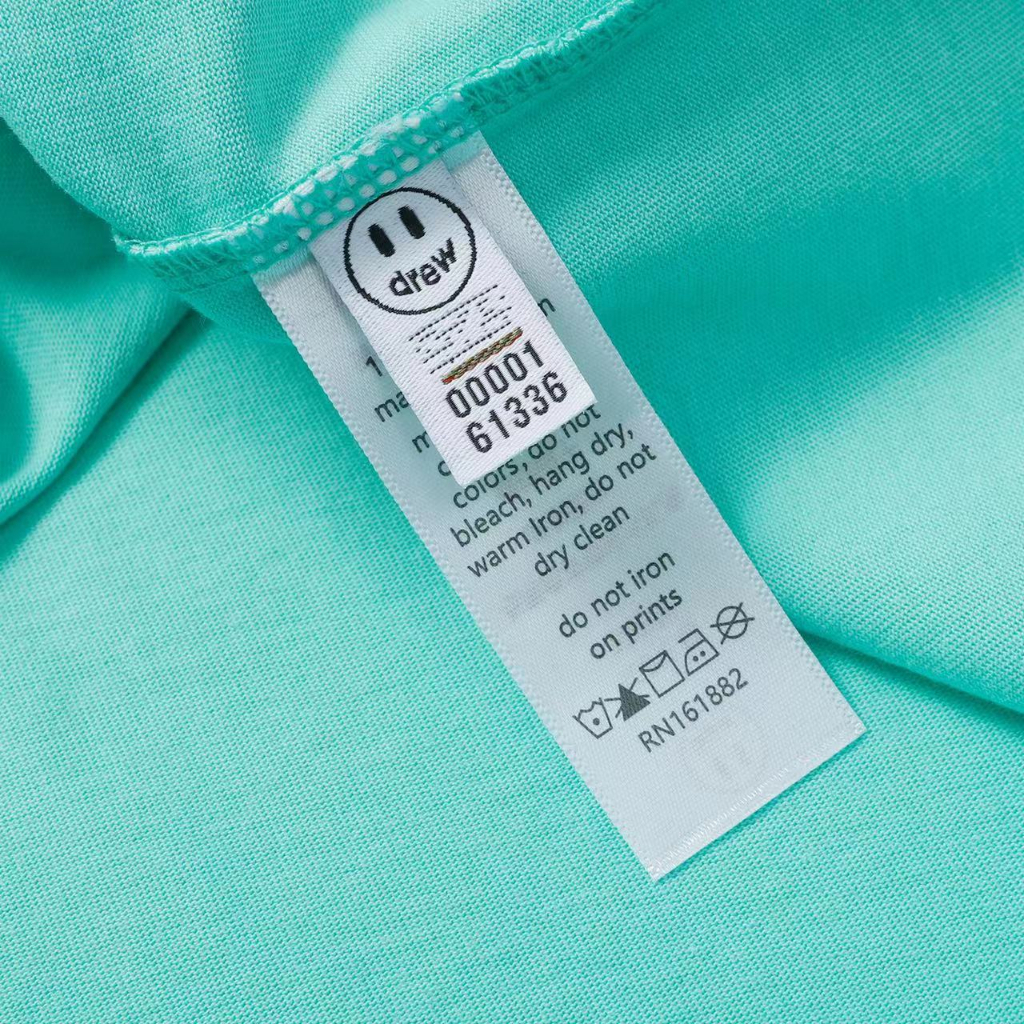 drew
00001
61336
colors, do not
bleach, hang dry,
warm Iron, do not
dry clean
do not iron
on prints
RN161882